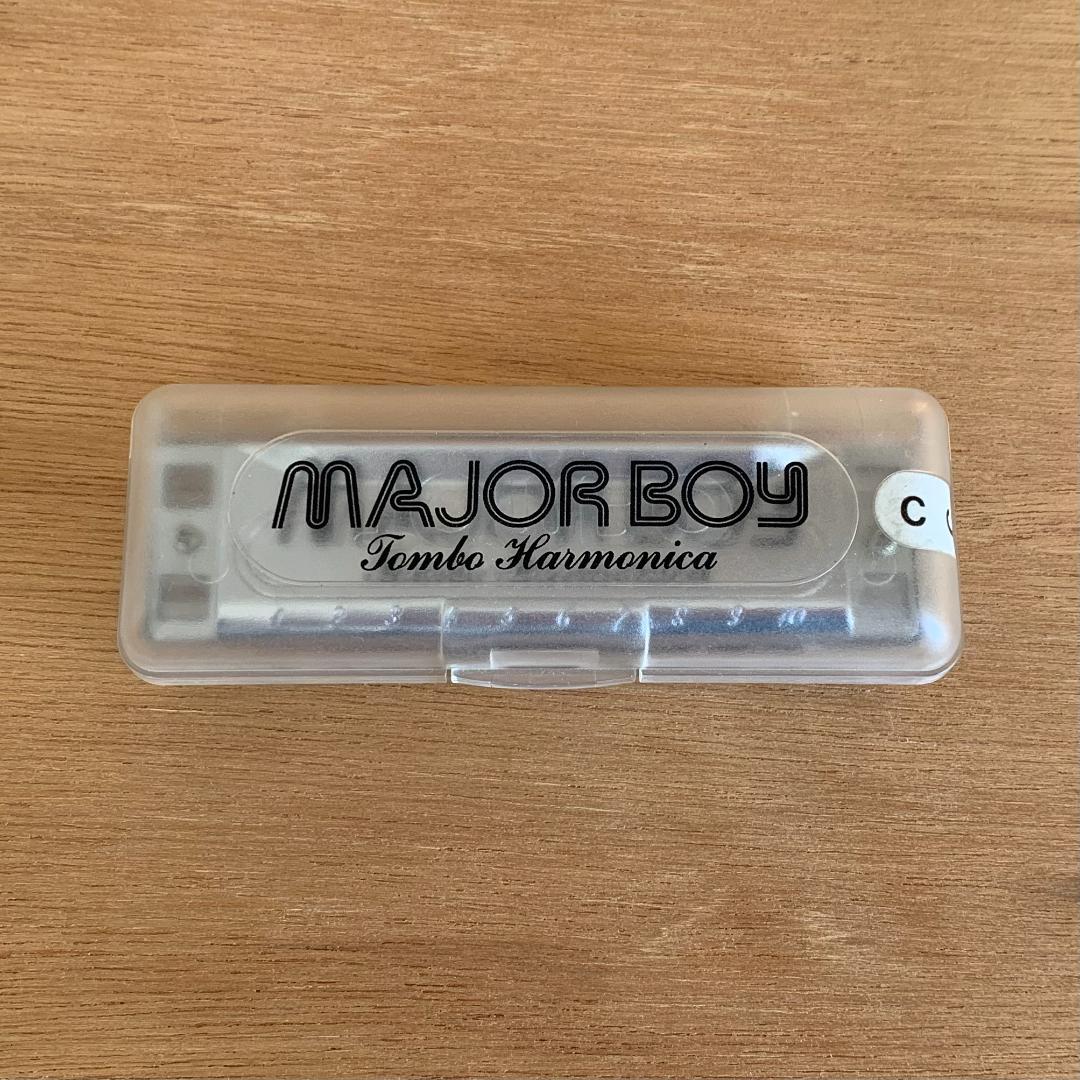 MAJOR BOY
Tombo Harmonica
C
1 2 3 4 5 6 7 8 9 10